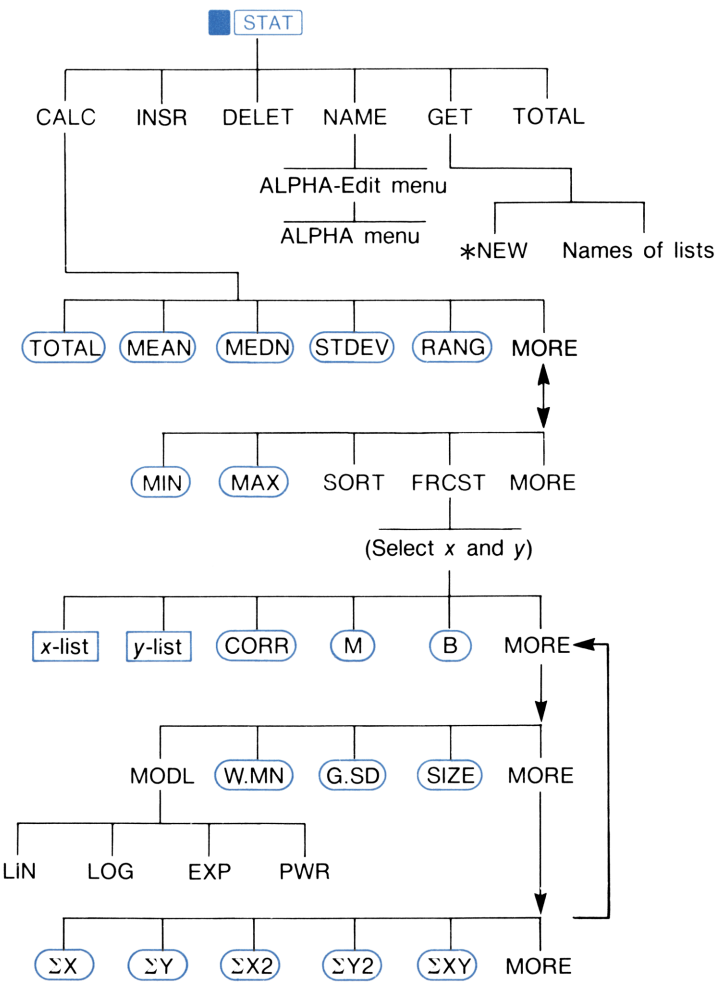 STAT
CALC INSR DELET NAME GET TOTAL
ALPHA-Edit menu
ALPHA menu
*NEW Names of lists
TOTAL MEAN MEDN STDEV RANG MORE
MIN MAX SORT FRCST MORE
(Select x and y)
x-list y-list CORR M B MORE
MODL W.MN G.SD SIZE MORE
LIN LOG EXP PWR
ΣX ΣY ΣX2 ΣY2 ΣXY MORE